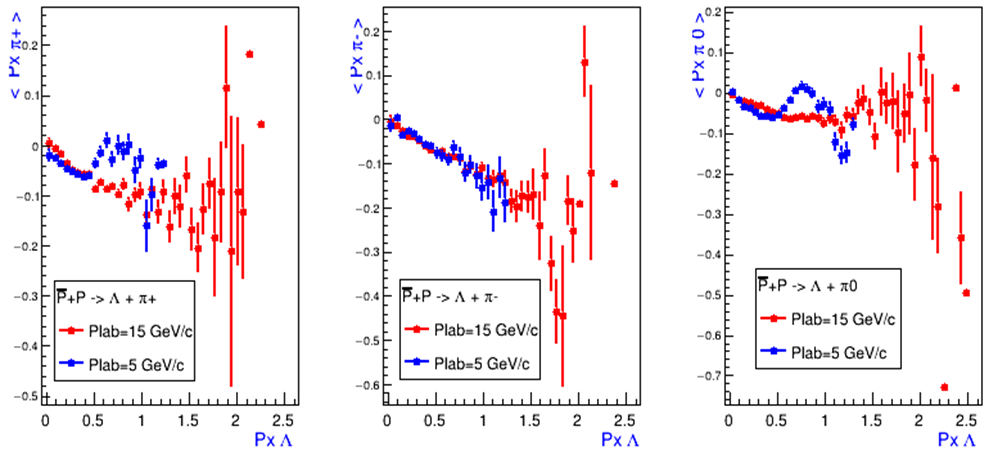 < Px π+ >
0.2
0.1
0
−0.1
−0.2
−0.3
−0.4
−0.5
P̅+P -> Λ + π+
Plab=15 GeV/c
Plab=5 GeV/c
0 0.5 1 1.5 2 2.5
Px Λ
< Px π- >
0.2
0.1
0
−0.1
−0.2
−0.3
−0.4
−0.5
−0.6
P̅+P -> Λ + π-
Plab=15 GeV/c
Plab=5 GeV/c
0 0.5 1 1.5 2 2.5
Px Λ
< Px π 0 >
0.1
0
−0.1
−0.2
−0.3
−0.4
−0.5
−0.6
−0.7
P̅+P -> Λ + π0
Plab=15 GeV/c
Plab=5 GeV/c
0 0.5 1.0 1.5 2.0 2.5
Px Λ